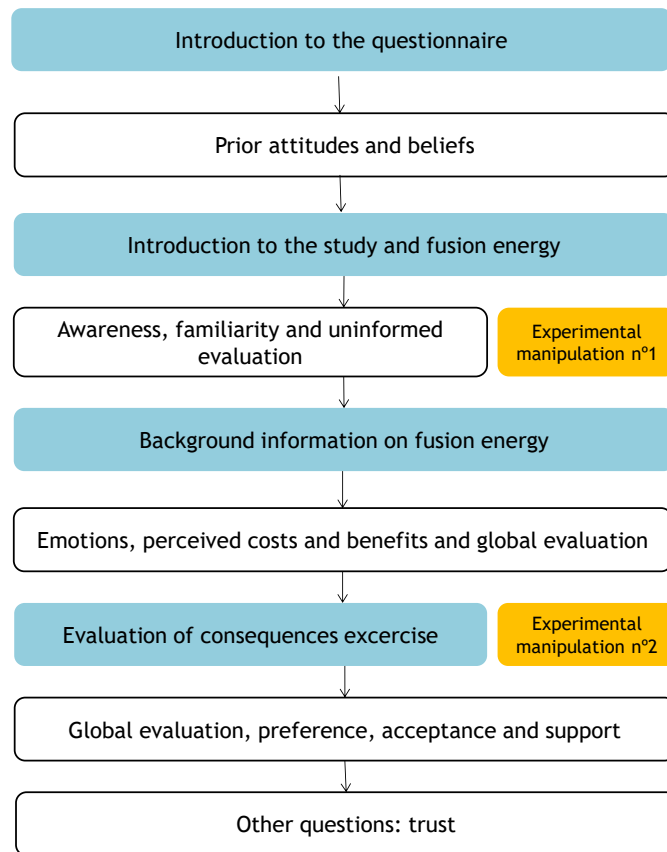 Introduction to the questionnaire
Prior attitudes and beliefs
Introduction to the study and fusion energy
Awareness, familiarity and uninformed
evaluation
Experimental
manipulation nº1
Background information on fusion energy
Emotions, perceived costs and benefits and global evaluation
Evaluation of consequences excercise
Experimental
manipulation nº2
Global evaluation, preference, acceptance and support
Other questions: trust